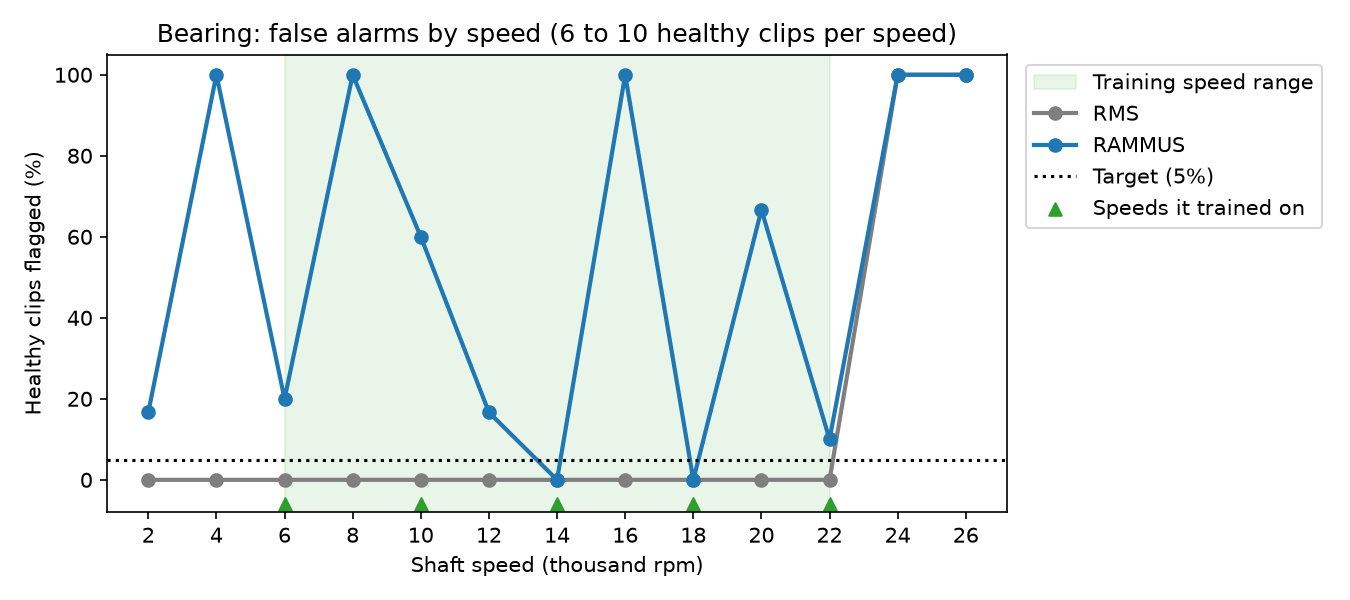 Bearing: false alarms by speed (6 to 10 healthy clips per speed)
Healthy clips flagged (%)
100
80
60
40
20
0
2 4 6 8 10 12 14 16 18 20 22 24 26
Shaft speed (thousand rpm)
Training speed range
RMS
RAMMUS
Target (5%)
Speeds it trained on